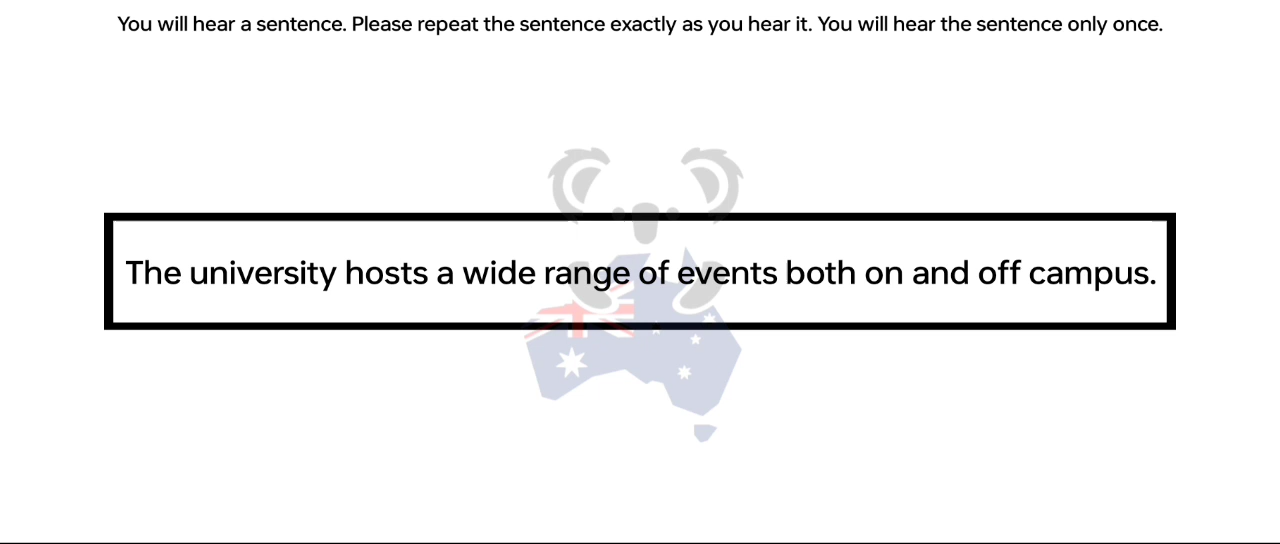 You will hear a sentence. Please repeat the sentence exactly as you hear it. You will hear the sentence only once.
The university hosts a wide range of events both on and off campus.